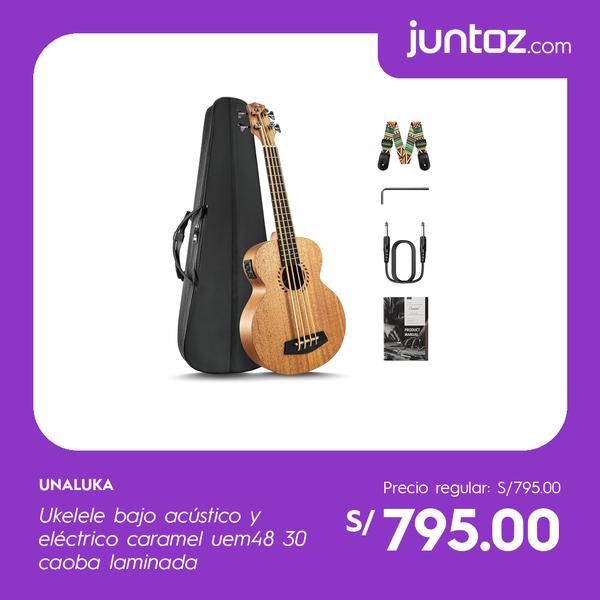 juntoz.com
PRODUCT
MANUAL
UNALUKA
Ukelele bajo acústico y
eléctrico caramel uem48 30
caoba laminada
Precio regular: S/795.00
S/795.00